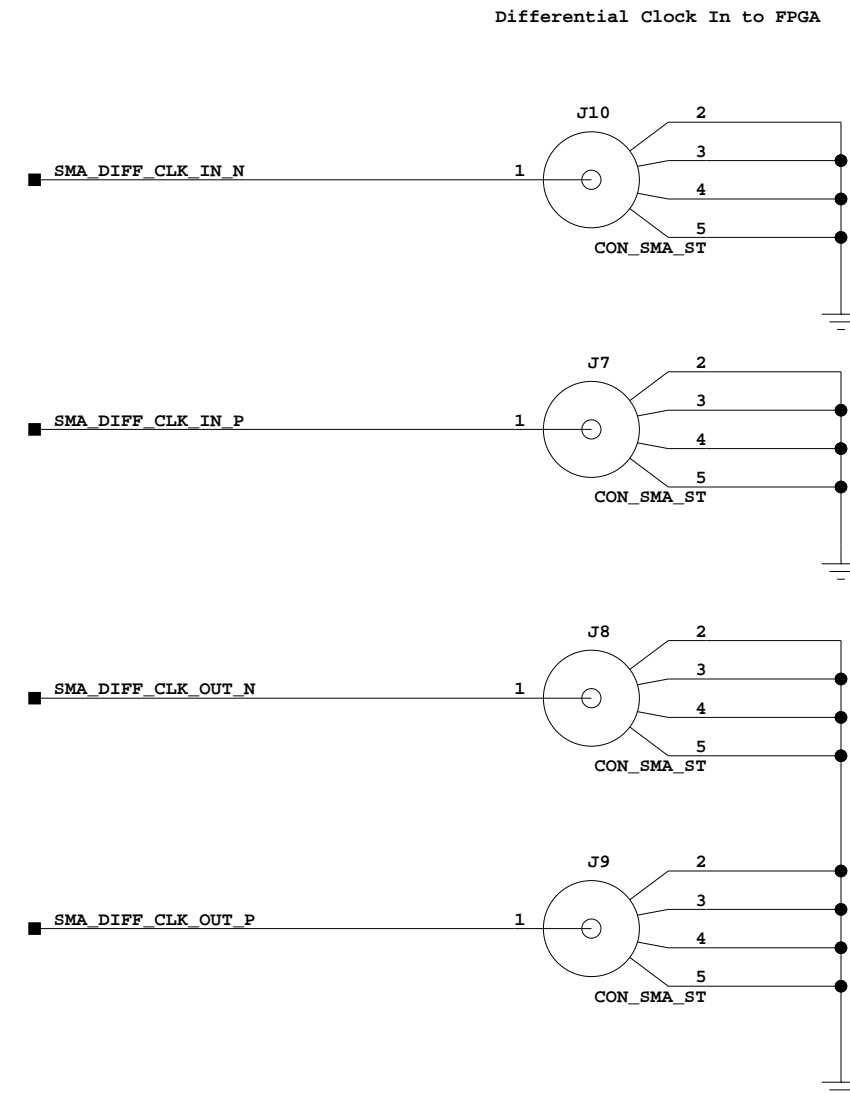 Differential Clock In to FPGA
J10
2
3
SMA_DIFF_CLK_IN_N
1
4
5
CON_SMA_ST
J7
2
3
SMA_DIFF_CLK_IN_P
1
4
5
CON_SMA_ST
J8
2
3
SMA_DIFF_CLK_OUT_N
1
4
5
CON_SMA_ST
J9
2
3
SMA_DIFF_CLK_OUT_P
1
4
5
CON_SMA_ST